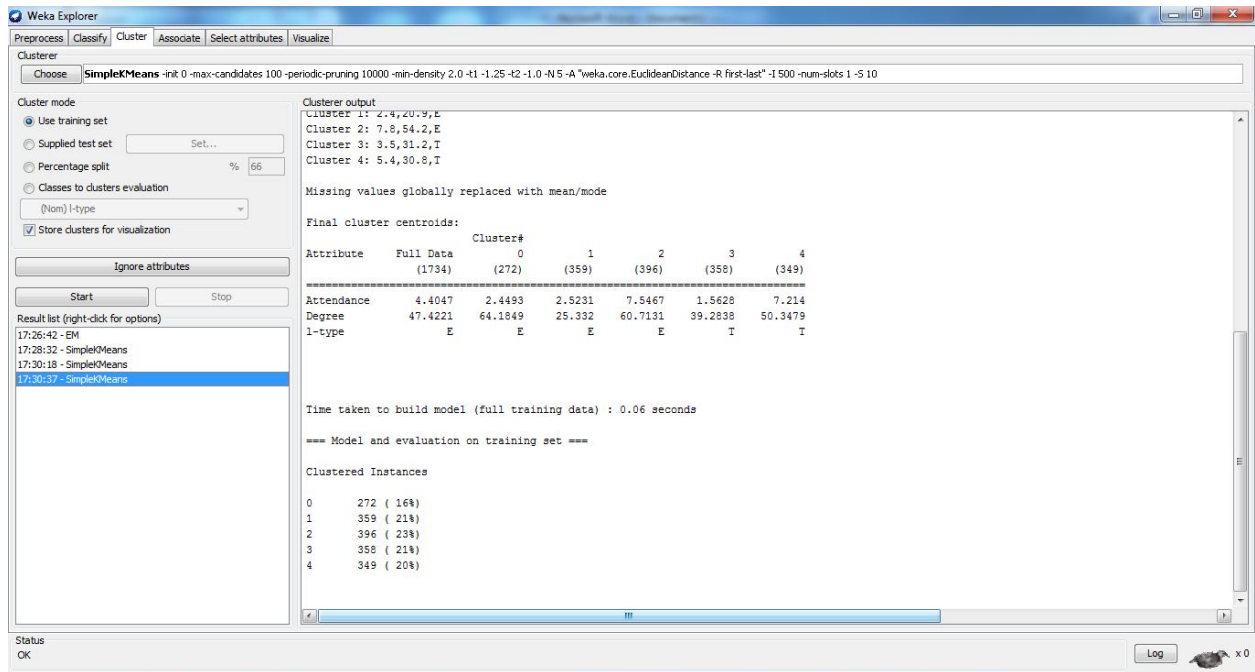 Weka Explorer
Preprocess Classify Cluster Associate Select attributes Visualize
Clusterer
Choose SimpleKMeans -init 0 -max-candidates 100 -periodic-pruning 10000 -min-density 2.0 -t1 -1.25 -t2 -1.0 -N 5 -A "weka.core.EuclideanDistance -R first-last" -I 500 -num-slots 1 -S 10
Cluster mode
Use training set
Supplied test set Set...
Percentage split % 66
Classes to clusters evaluation
(Nom) l-type
Store clusters for visualization
Ignore attributes
Start Stop
Result list (right-click for options)
17:26:42 - EM
17:28:32 - SimpleKMeans
17:30:18 - SimpleKMeans
17:30:37 - SimpleKMeans
Clusterer output
Cluster 1: 2.4,20.9,E
Cluster 2: 7.8,54.2,E
Cluster 3: 3.5,31.2,T
Cluster 4: 5.4,30.8,T
Missing values globally replaced with mean/mode
Final cluster centroids:
Cluster#
Attribute Full Data 0 1 2 3 4
(1734) (272) (359) (396) (358) (349)
==================================================================================
Attendance 4.4047 2.4493 2.5231 7.5467 1.5628 7.214
Degree 47.4221 64.1849 25.332 60.7131 39.2838 50.3479
l-type E E E E T T
Time taken to build model (full training data) : 0.06 seconds
=== Model and evaluation on training set ===
Clustered Instances
0 272 ( 16%)
1 359 ( 21%)
2 396 ( 23%)
3 358 ( 21%)
4 349 ( 20%)
Status
OK
Log x 0